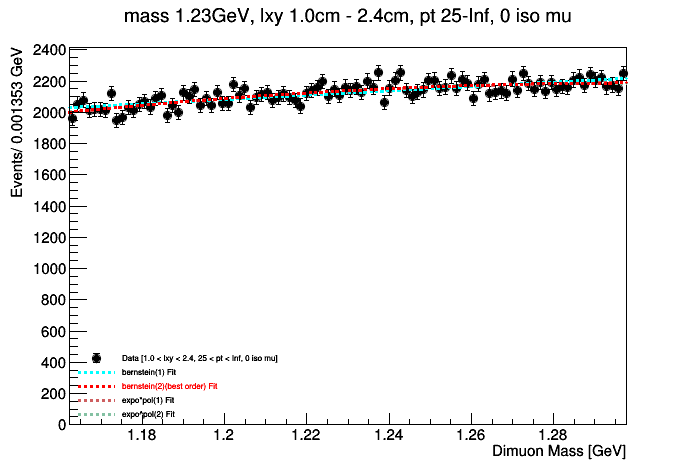 mass 1.23GeV, lxy 1.0cm - 2.4cm, pt 25-Inf, 0 iso mu
Events/ 0.001353 GeV
2400
2200
2000
1800
1600
1400
1200
1000
800
600
400
200
0
Data [1.0 < lxy < 2.4, 25 < pt < Inf, 0 iso mu]
bernstein(1) Fit
bernstein(2)(best order) Fit
expo*pol(1) Fit
expo*pol(2) Fit
1.18 1.2 1.22 1.24 1.26 1.28
Dimuon Mass [GeV]